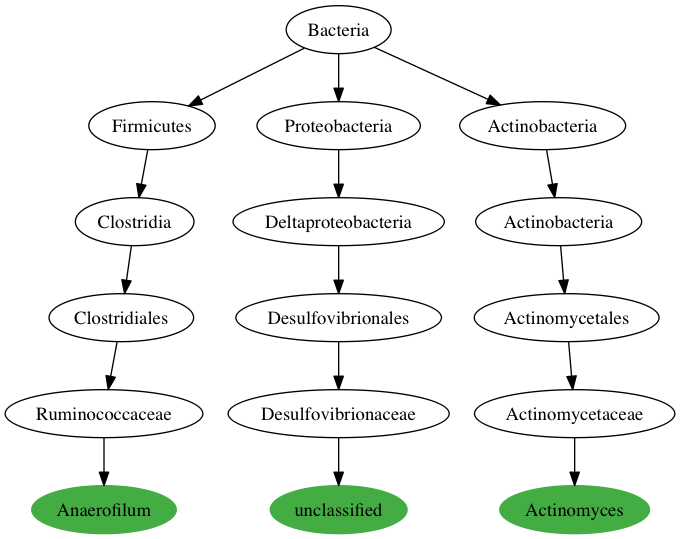 Bacteria
Firmicutes
Proteobacteria
Actinobacteria
Clostridia
Deltaproteobacteria
Actinobacteria
Clostridiales
Desulfovibrionales
Actinomycetales
Ruminococcaceae
Desulfovibrionaceae
Actinomycetaceae
Anaerofilum
unclassified
Actinomyces